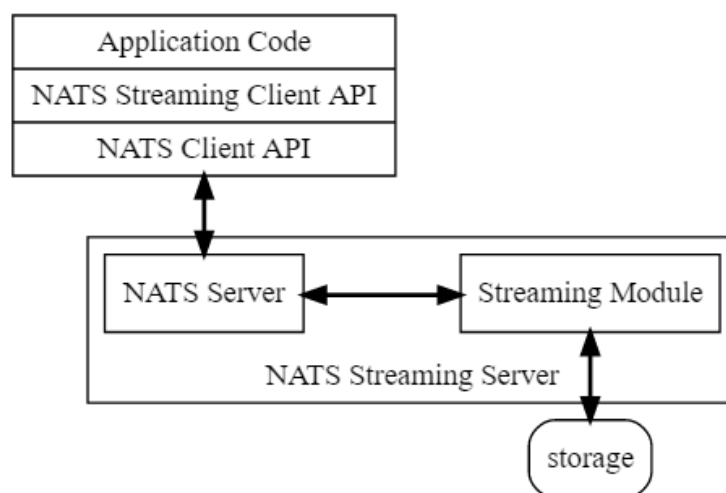 Application Code
NATS Streaming Client API
NATS Client API
NATS Server
Streaming Module
NATS Streaming Server
storage